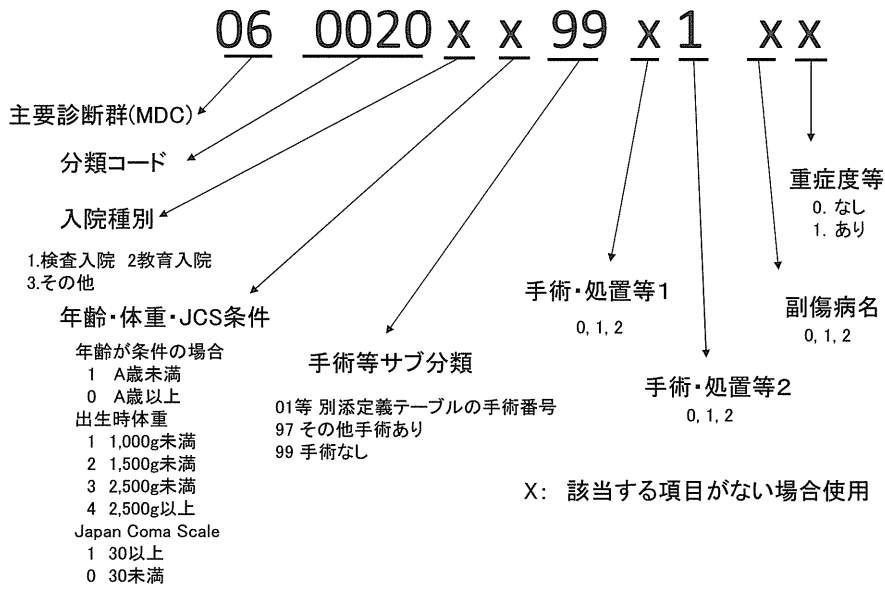 06 0020 x x 99 x 1 x x
主要診断群(MDC)
分類コード
入院種別
1.検査入院 2教育入院
3.その他
年齢・体重・JCS条件
年齢が条件の場合
1 A歳未満
0 A歳以上
出生時体重
1 1,000g未満
2 1,500g未満
3 2,500g未満
4 2,500g以上
Japan Coma Scale
1 30以上
0 30未満
手術等サブ分類
01等 別添定義テーブルの手術番号
97 その他手術あり
99 手術なし
手術・処置等1
0, 1, 2
手術・処置等2
0, 1, 2
副傷病名
0, 1, 2
重症度等
0. なし
1. あり
X: 該当する項目がない場合使用